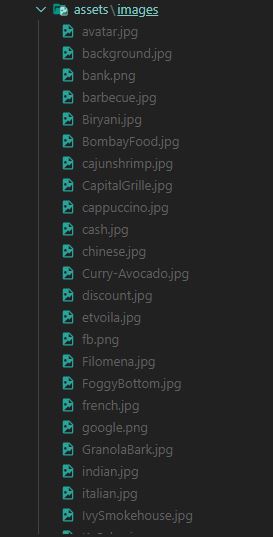 assets\images
avatar.jpg
background.jpg
bank.png
barbecue.jpg
Biryani.jpg
BombayFood.jpg
cajunshrimp.jpg
CapitalGrille.jpg
cappuccino.jpg
cash.jpg
chinese.jpg
Curry-Avocado.jpg
discount.jpg
etvoila.jpg
fb.png
Filomena.jpg
FoggyBottom.jpg
french.jpg
google.png
GranolaBark.jpg
indian.jpg
italian.jpg
IvySmokehouse.jpg